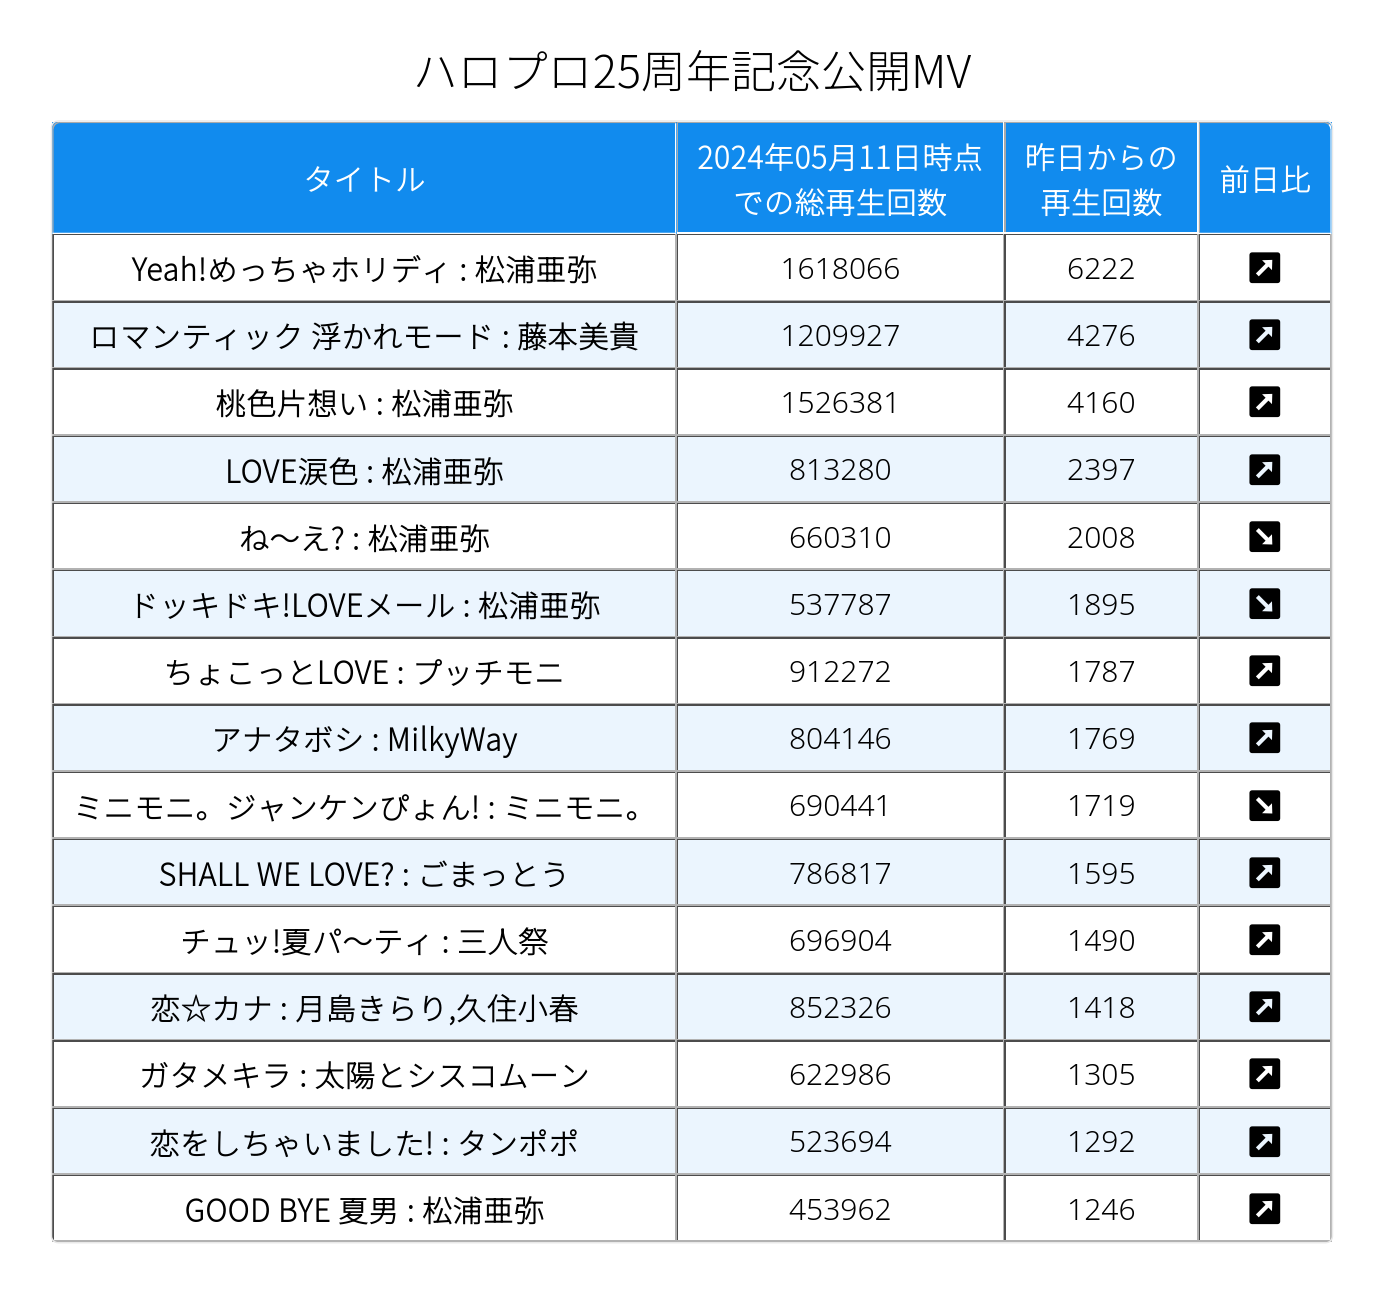 ハロプロ25周年記念公開MV
タイトル
2024年05月11日時点
での総再生回数
昨日からの
再生回数
前日比
Yeah!めっちゃホリディ : 松浦亜弥 1618066 6222 ↗
ロマンティック 浮かれモード : 藤本美貴 1209927 4276 ↗
桃色片想い : 松浦亜弥 1526381 4160 ↗
LOVE涙色 : 松浦亜弥 813280 2397 ↗
ね〜え? : 松浦亜弥 660310 2008 ↘
ドッキドキ!LOVEメール : 松浦亜弥 537787 1895 ↘
ちょこっとLOVE : プッチモニ 912272 1787 ↗
アナタボシ : MilkyWay 804146 1769 ↗
ミニモニ。ジャンケンぴょん! : ミニモニ。 690441 1719 ↘
SHALL WE LOVE? : ごまっとう 786817 1595 ↗
チュッ!夏パ〜ティ : 三人祭 696904 1490 ↗
恋☆カナ : 月島きらり,久住小春 852326 1418 ↗
ガタメキラ : 太陽とシスコムーン 622986 1305 ↗
恋をしちゃいました! : タンポポ 523694 1292 ↗
GOOD BYE 夏男 : 松浦亜弥 453962 1246 ↗